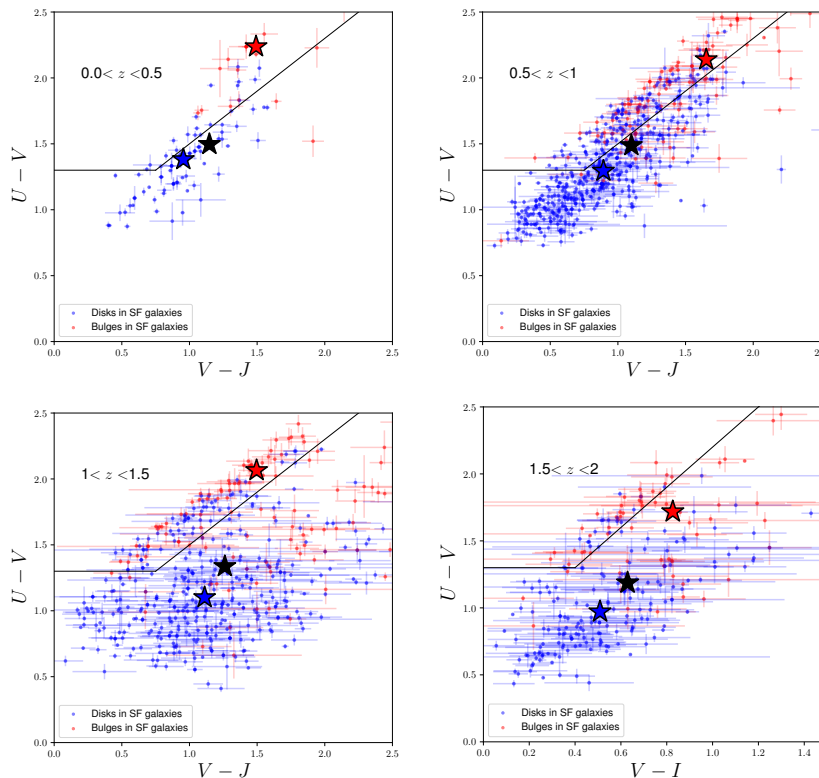 2.5
2.0
1.5
1.0
0.5
0.0
U − V
0.0< z <0.5
Disks in SF galaxies
Bulges in SF galaxies
0.0 0.5 1.0 1.5 2.0 2.5
V − J
2.5
2.0
1.5
1.0
0.5
0.0
U − V
0.5< z <1
Disks in SF galaxies
Bulges in SF galaxies
0.0 0.5 1.0 1.5 2.0 2.5
V − J
2.5
2.0
1.5
1.0
0.5
0.0
U − V
1< z <1.5
Disks in SF galaxies
Bulges in SF galaxies
0.0 0.5 1.0 1.5 2.0 2.5
V − J
2.5
2.0
1.5
1.0
0.5
0.0
U − V
1.5< z <2
Disks in SF galaxies
Bulges in SF galaxies
0.0 0.2 0.4 0.6 0.8 1.0 1.2 1.4
V − I